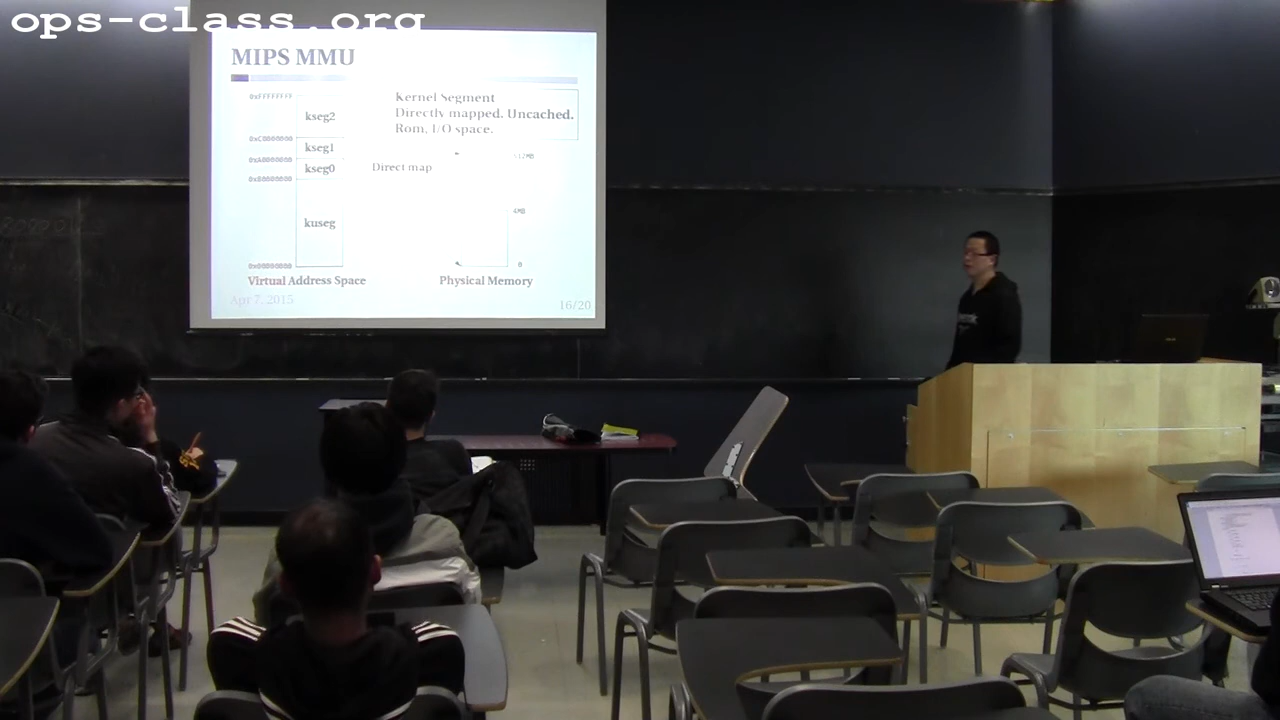 ops-class.org
MIPS MMU
0xFFFFFFFF
kseg2
Kernel Segment
Directly mapped. Uncached.
Rom, I/O space.
0xC0000000
kseg1
512MB
0xA0000000
kseg0
Direct map
0x80000000
4MB
kuseg
0x00000000
0
Virtual Address Space
Physical Memory
Apr 7, 2015
16/20